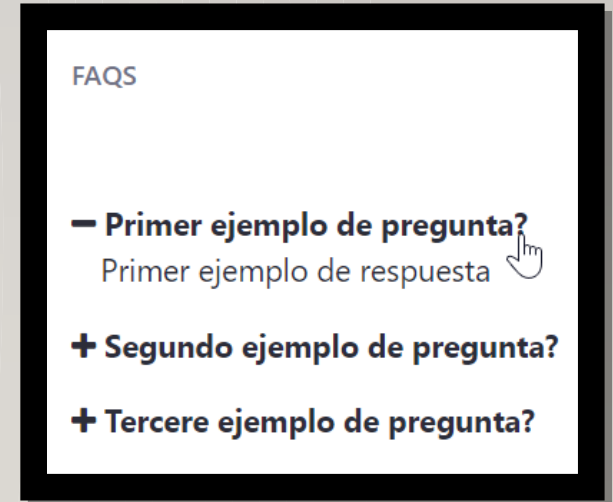 FAQS
− Primer ejemplo de pregunta?
Primer ejemplo de respuesta
+ Segundo ejemplo de pregunta?
+ Tercere ejemplo de pregunta?